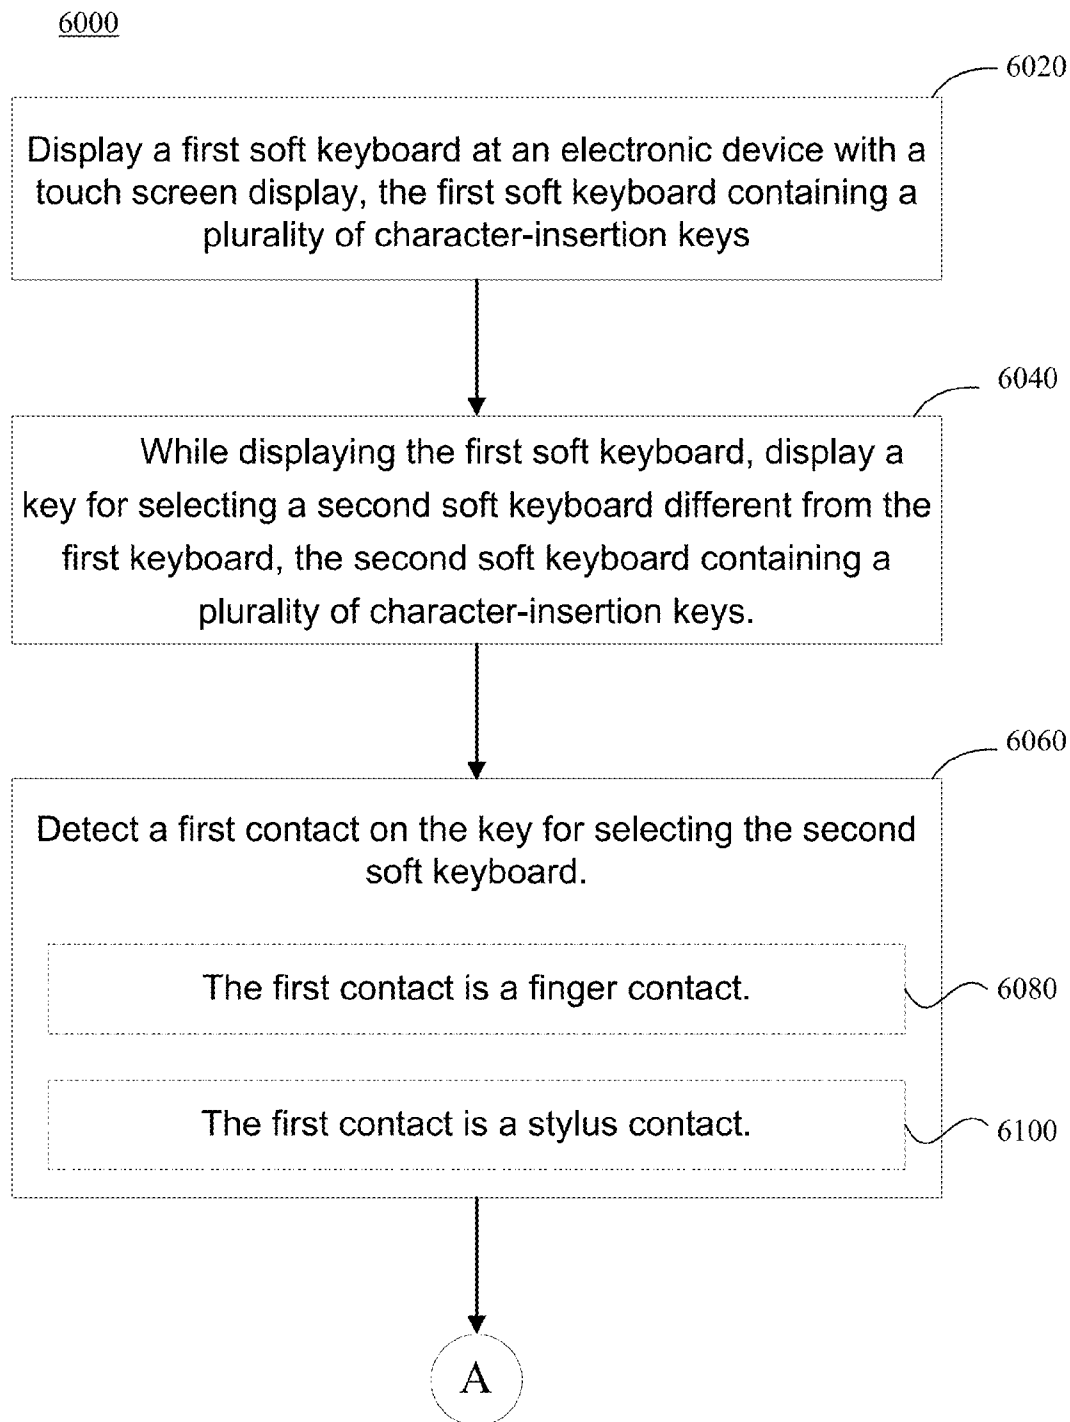 6000
6020
Display a first soft keyboard at an electronic device with a
touch screen display, the first soft keyboard containing a
plurality of character-insertion keys
6040
While displaying the first soft keyboard, display a
key for selecting a second soft keyboard different from the
first keyboard, the second soft keyboard containing a
plurality of character-insertion keys.
6060
Detect a first contact on the key for selecting the second
soft keyboard.
The first contact is a finger contact.
6080
The first contact is a stylus contact.
6100
A